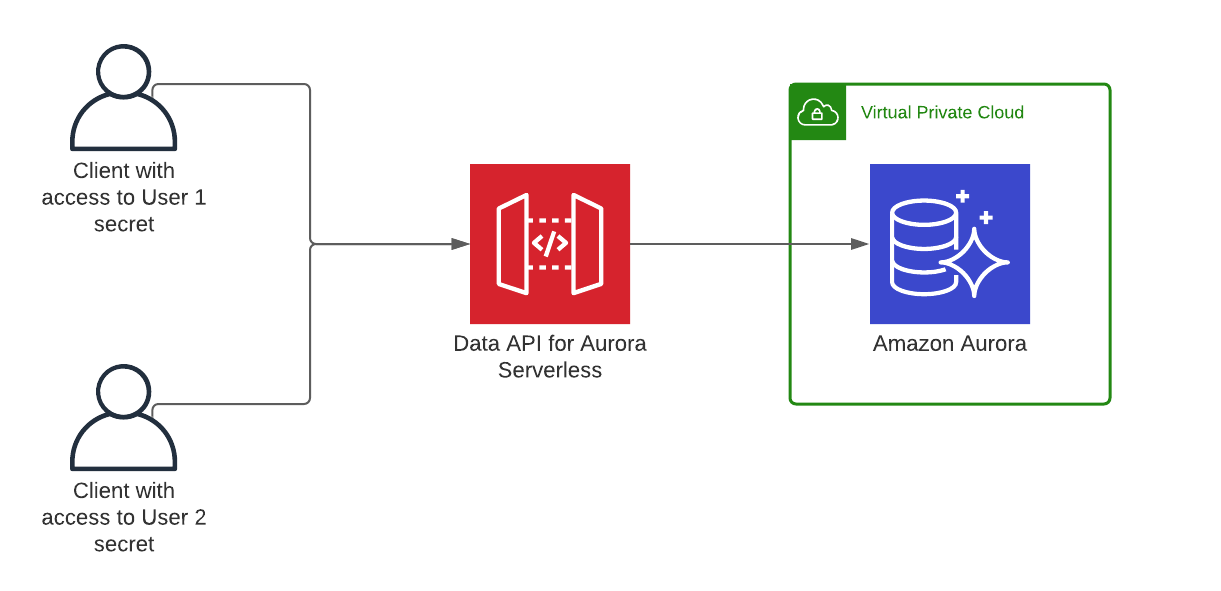 Client with
access to User 1
secret
Virtual Private Cloud
</>
Data API for Aurora
Serverless
Amazon Aurora
Client with
access to User 2
secret